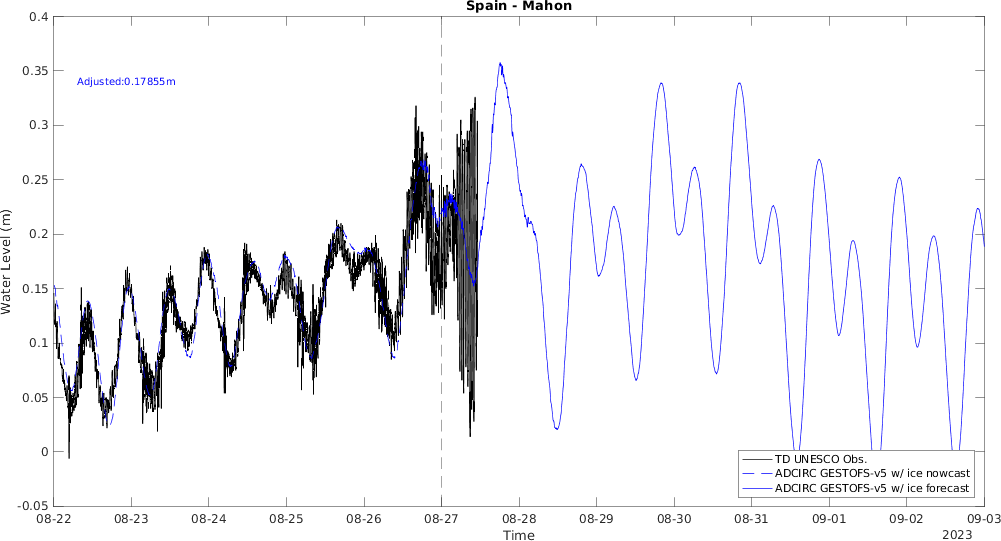 Spain - Mahon
0.4
0.35
0.3
0.25
0.2
0.15
0.1
0.05
0
-0.05
Water Level (m)
Adjusted:0.17855m
TD UNESCO Obs.
ADCIRC GESTOFS-v5 w/ ice nowcast
ADCIRC GESTOFS-v5 w/ ice forecast
08-22 08-23 08-24 08-25 08-26 08-27 08-28 08-29 08-30 08-31 09-01 09-02 09-03
Time
2023